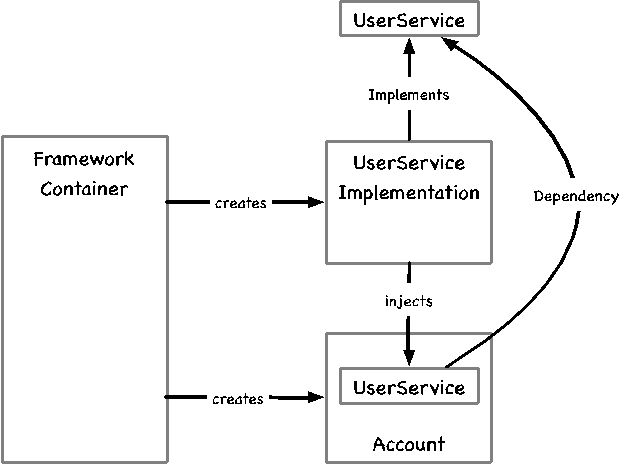 UserService
Implements
Framework
Container
UserService
Implementation
creates
Dependency
injects
UserService
creates
Account